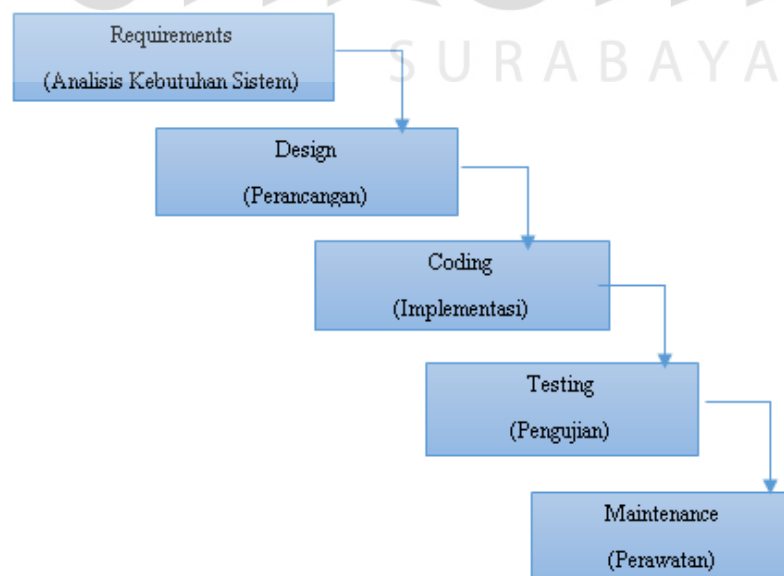 SURABAYA
Requirements
(Analisis Kebutuhan Sistem)
Design
(Perancangan)
Coding
(Implementasi)
Testing
(Pengujian)
Maintenance
(Perawatan)